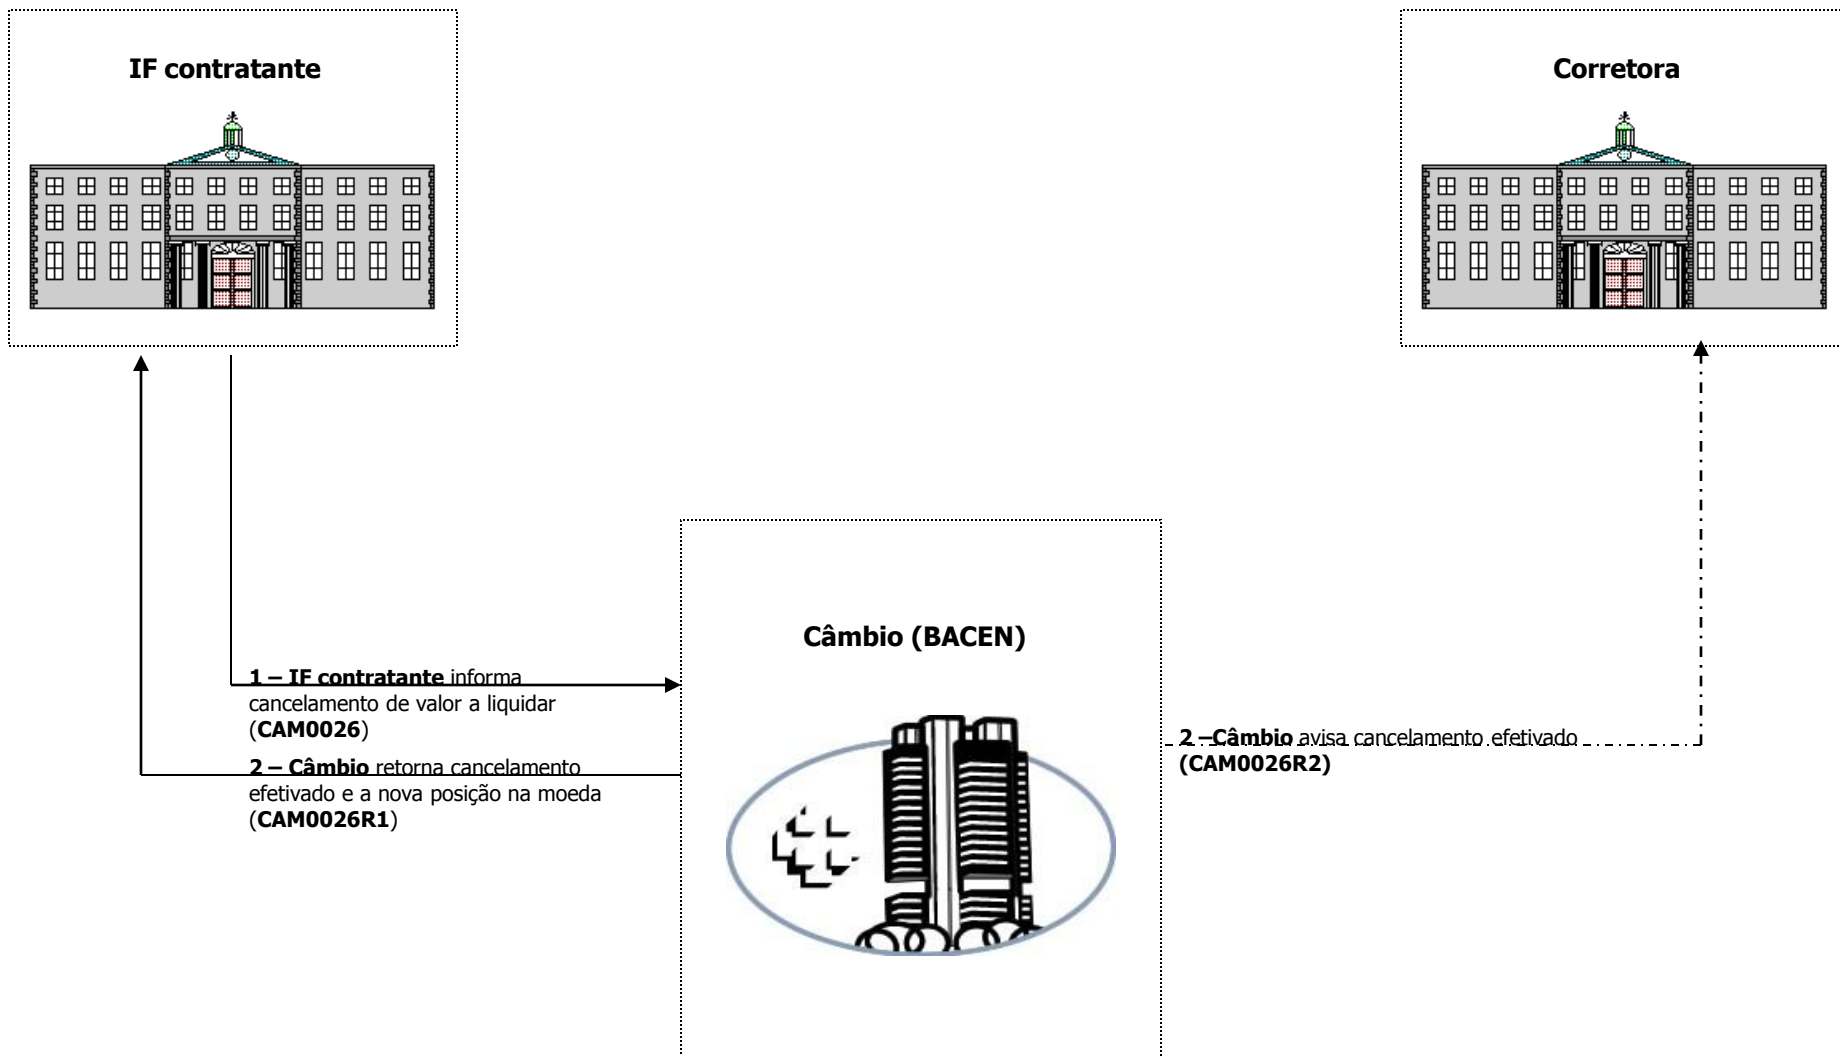 IF contratante
Corretora
Câmbio (BACEN)
1 – IF contratante informa
cancelamento de valor a liquidar
(CAM0026)
2 – Câmbio retorna cancelamento
efetivado e a nova posição na moeda
(CAM0026R1)
2 –Câmbio avisa cancelamento efetivado
(CAM0026R2)